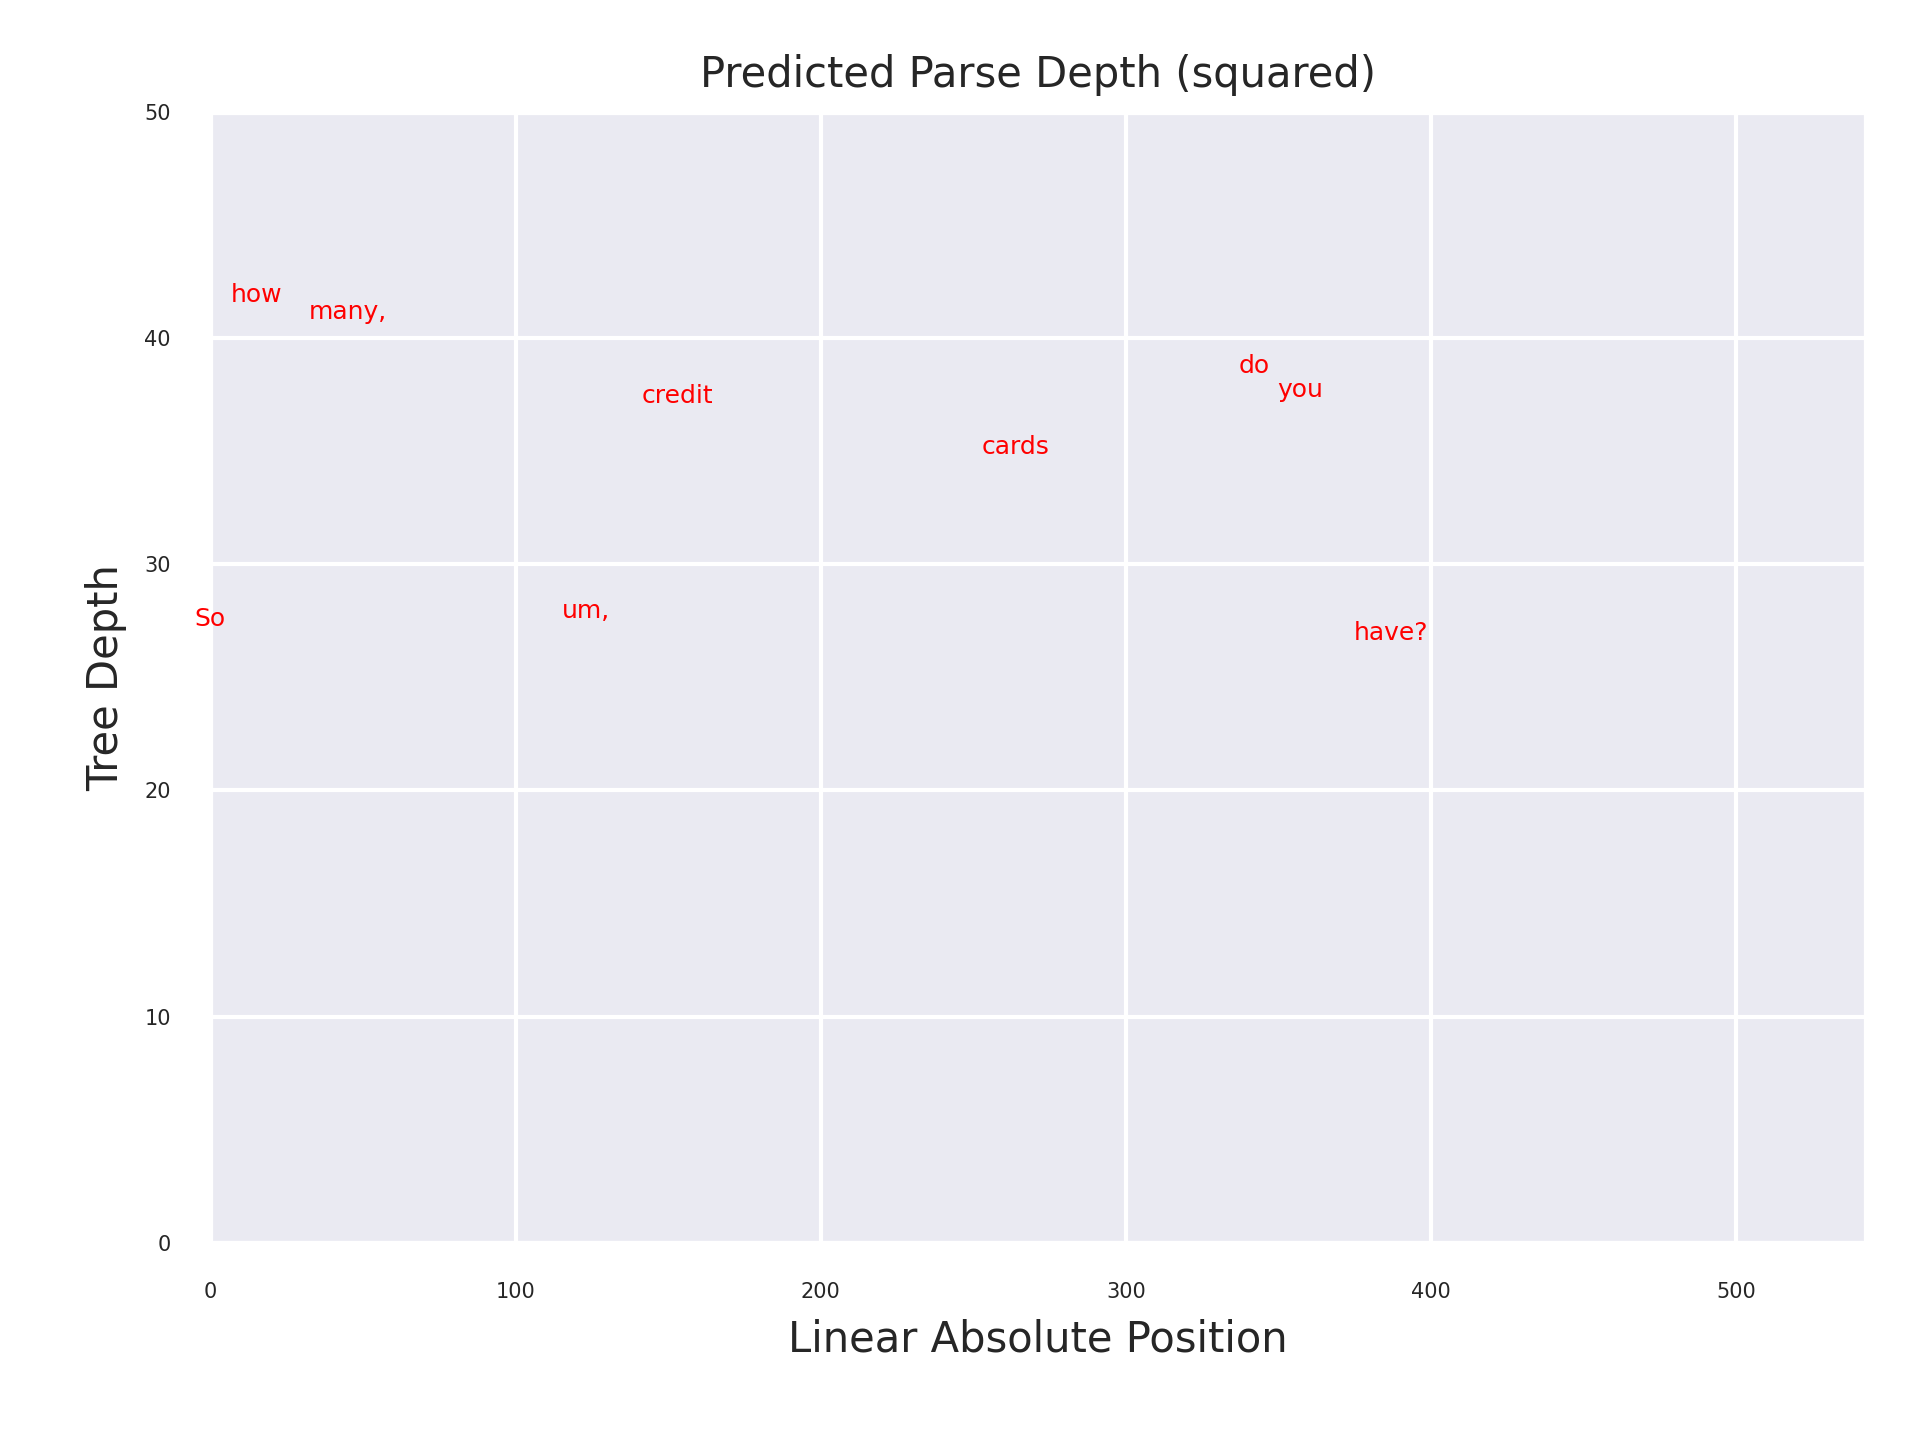 Predicted Parse Depth (squared)
50
how
many,
40
do
credit
you
cards
30
So
um,
have?
Tree Depth
20
10
0
0 100 200 300 400 500
Linear Absolute Position